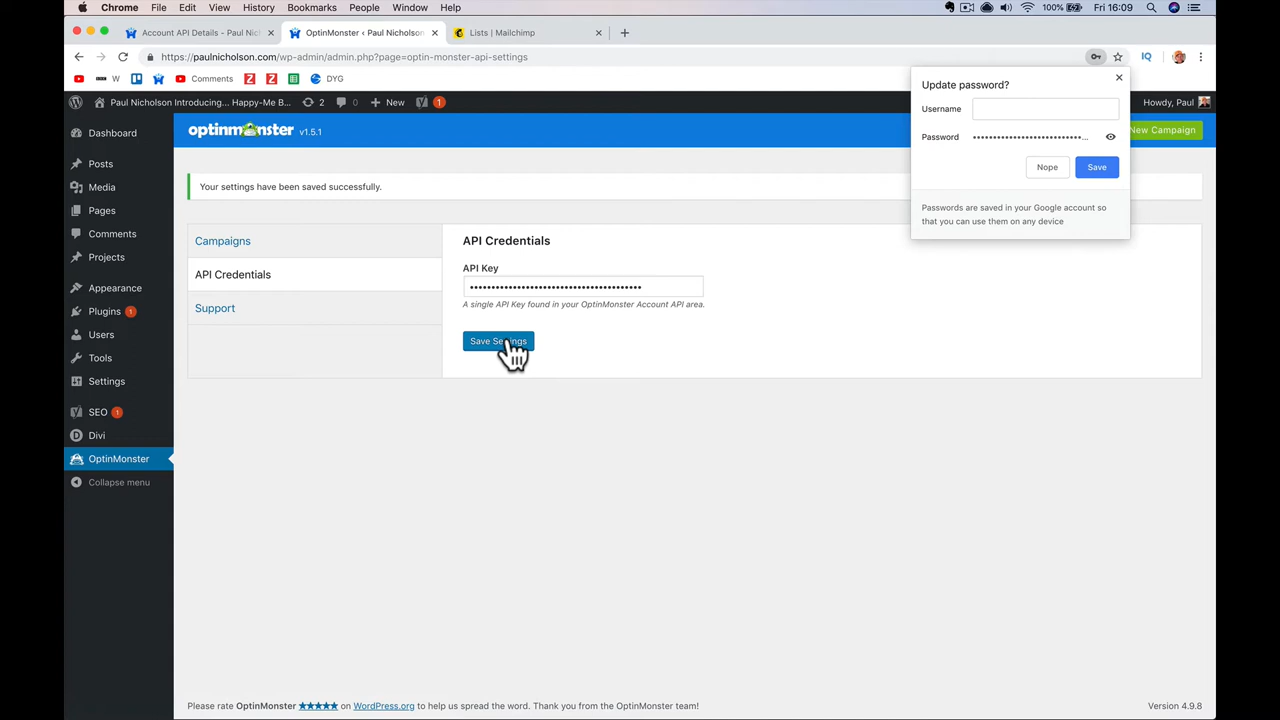 Chrome File Edit View History Bookmarks People Window Help 100% Fri 16:09
Account API Details - Paul Nich
OptinMonster ‹ Paul Nicholson
Lists | Mailchimp
https://paulnicholson.com/wp-admin/admin.php?page=optin-monster-api-settings
W Comments DYG
Paul Nicholson Introducing... Happy-Me B... 2 0 New 1 Howdy, Paul
Update password?
Username
Password ••••••••••••••••••••••••••...
Nope Save
Passwords are saved in your Google account so
that you can use them on any device
Dashboard
Posts
Media
Pages
Comments
Projects
Appearance
Plugins 1
Users
Tools
Settings
SEO 1
Divi
OptinMonster
Collapse menu
optinmonster v1.5.1
New Campaign
Your settings have been saved successfully.
Campaigns
API Credentials
Support
API Credentials
API Key
••••••••••••••••••••••••••••••••••••••••
A single API Key found in your OptinMonster Account API area.
Save Settings
Please rate OptinMonster ★★★★★ on WordPress.org to help us spread the word. Thank you from the OptinMonster team!
Version 4.9.8